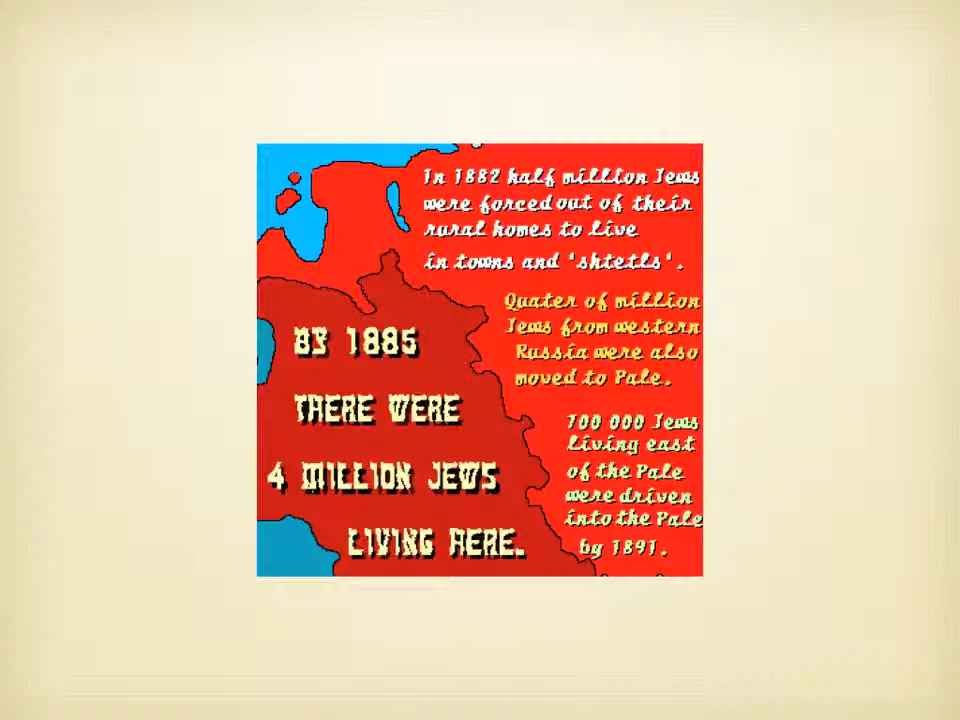 In 1882 half million Jews
were forced out of their
rural homes to live
in towns and 'shtetls'.
Quater of million
Jews from western
Russia were also
moved to Pale.
700 000 Jews
living east
of the Pale
were driven
into the Pale
by 1891.
BY 1885
THERE WERE
4 MILLION JEWS
LIVING HERE.